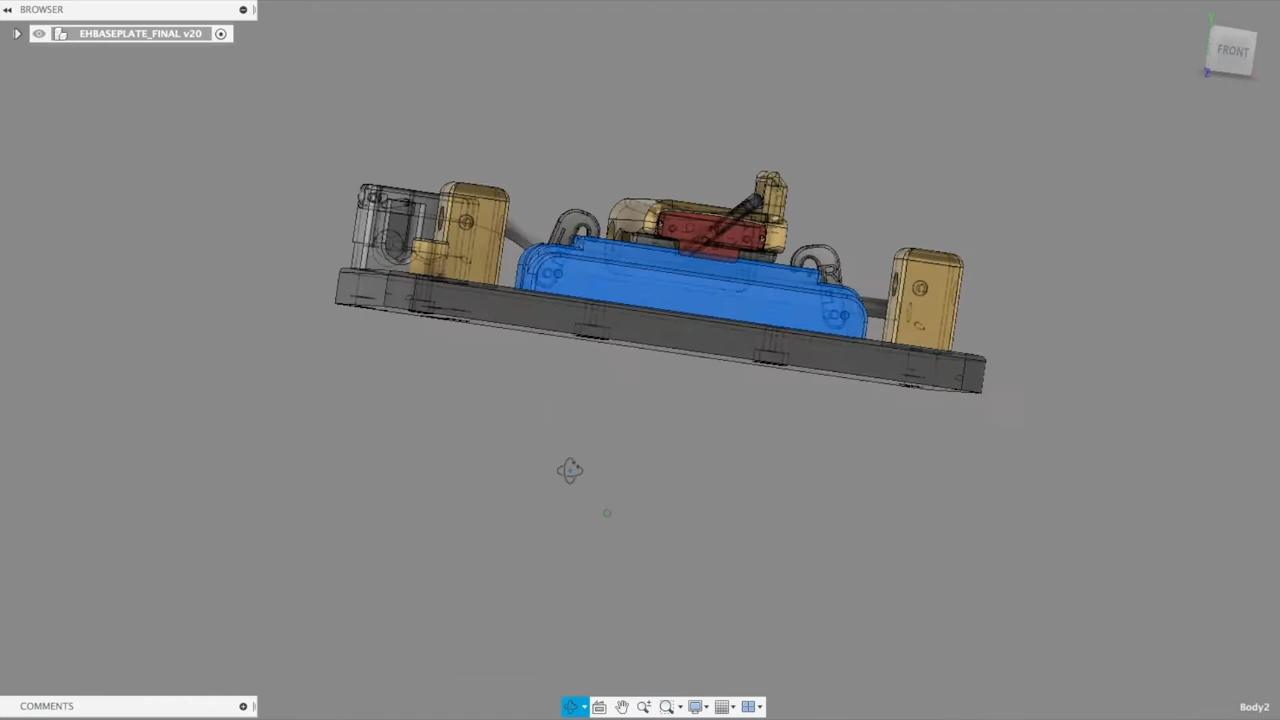 BROWSER
EHBASEPLATE_FINAL v20
Y
FRONT
Z
COMMENTS
Body2